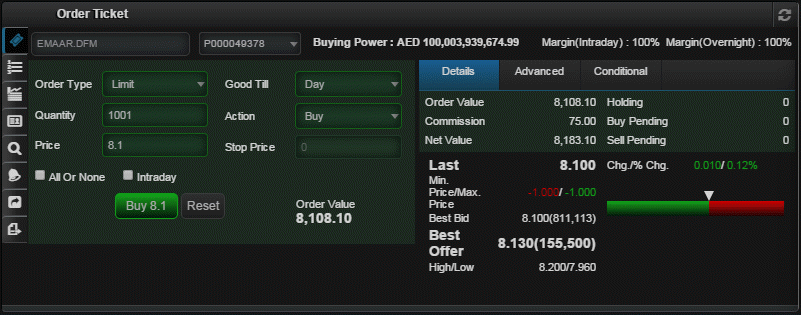 Order Ticket
EMAAR.DFM P000049378 Buying Power : AED 100,003,939,674.99 Margin(Intraday) : 100% Margin(Overnight) : 100%
Order Type Limit Good Till Day
Quantity 1001 Action Buy
Price 8.1 Stop Price 0
All Or None Intraday
Buy 8.1 Reset Order Value
8,108.10
Details Advanced Conditional
Order Value 8,108.10 Holding 0
Commission 75.00 Buy Pending 0
Net Value 8,183.10 Sell Pending 0
Last 8.100 Chg./% Chg. 0.010/ 0.12%
Min.
Price/Max. -1.000/ -1.000
Price
Best Bid 8.100(811,113)
Best
Offer 8.130(155,500)
High/Low 8.200/7.960